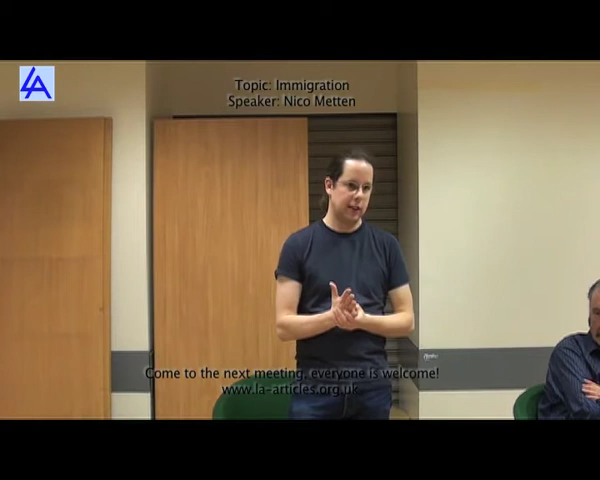 LA
Topic: Immigration
Speaker: Nico Metten
Come to the next meeting, everyone is welcome!
www.la-articles.org.uk